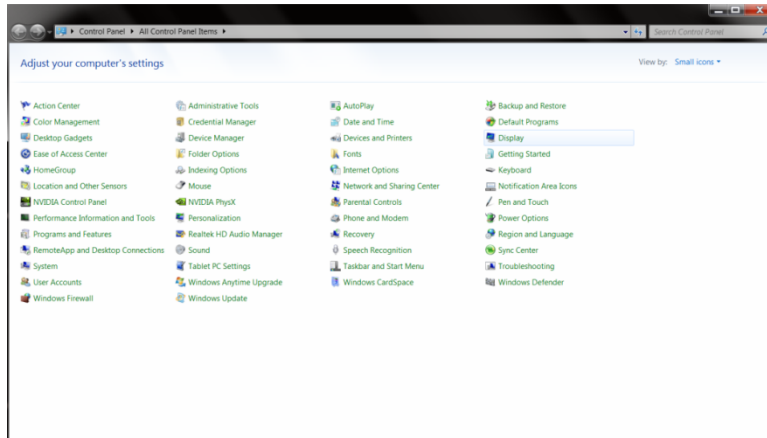 Control Panel All Control Panel Items Search Control Panel
Adjust your computer's settings View by: Small icons
Action Center Administrative Tools AutoPlay Backup and Restore
Color Management Credential Manager Date and Time Default Programs
Desktop Gadgets Device Manager Devices and Printers Display
Ease of Access Center Folder Options Fonts Getting Started
HomeGroup Indexing Options Internet Options Keyboard
Location and Other Sensors Mouse Network and Sharing Center Notification Area Icons
NVIDIA Control Panel NVIDIA PhysX Parental Controls Pen and Touch
Performance Information and Tools Personalization Phone and Modem Power Options
Programs and Features Realtek HD Audio Manager Recovery Region and Language
RemoteApp and Desktop Connections Sound Speech Recognition Sync Center
System Tablet PC Settings Taskbar and Start Menu Troubleshooting
User Accounts Windows Anytime Upgrade Windows CardSpace Windows Defender
Windows Firewall Windows Update